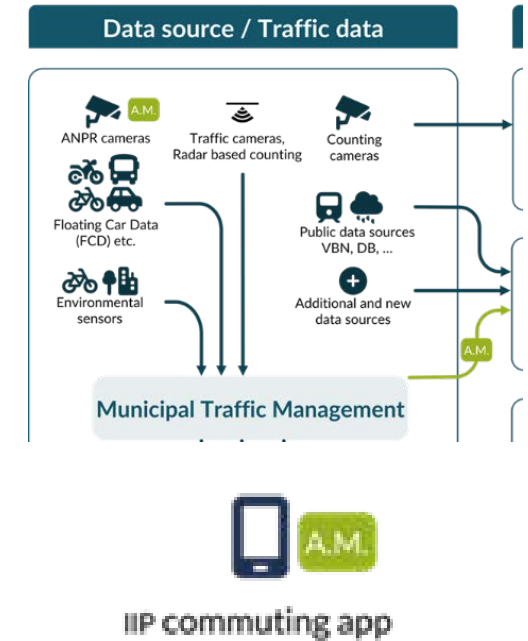 Data source / Traffic data
A.M.
ANPR cameras
Traffic cameras,
Radar based counting
Counting
cameras
Floating Car Data
(FCD) etc.
Public data sources
VBN, DB, ...
Environmental
sensors
Additional and new
data sources
A.M.
Municipal Traffic Management
A.M.
IIP commuting app